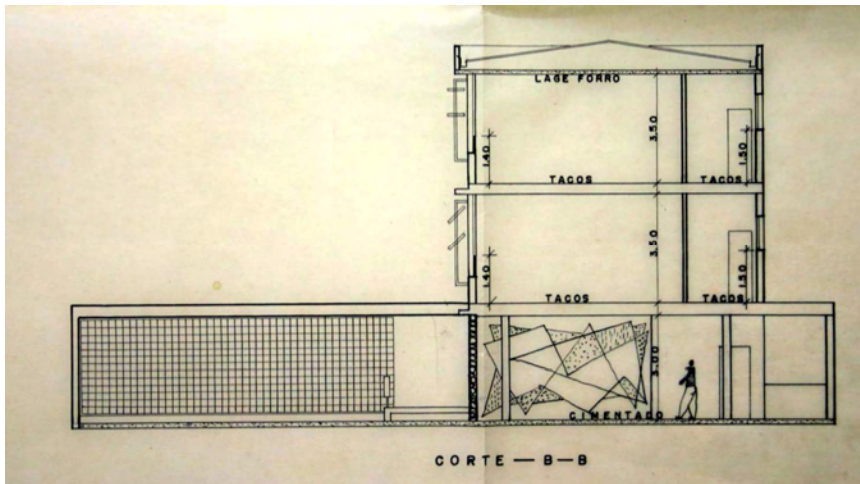 LAGE FORRO
3.50
1.40
1.50
TACOS TACOS
3.50
1.40
1.50
TACOS TACOS
3.00
CIMENTADO
CORTE — B — B